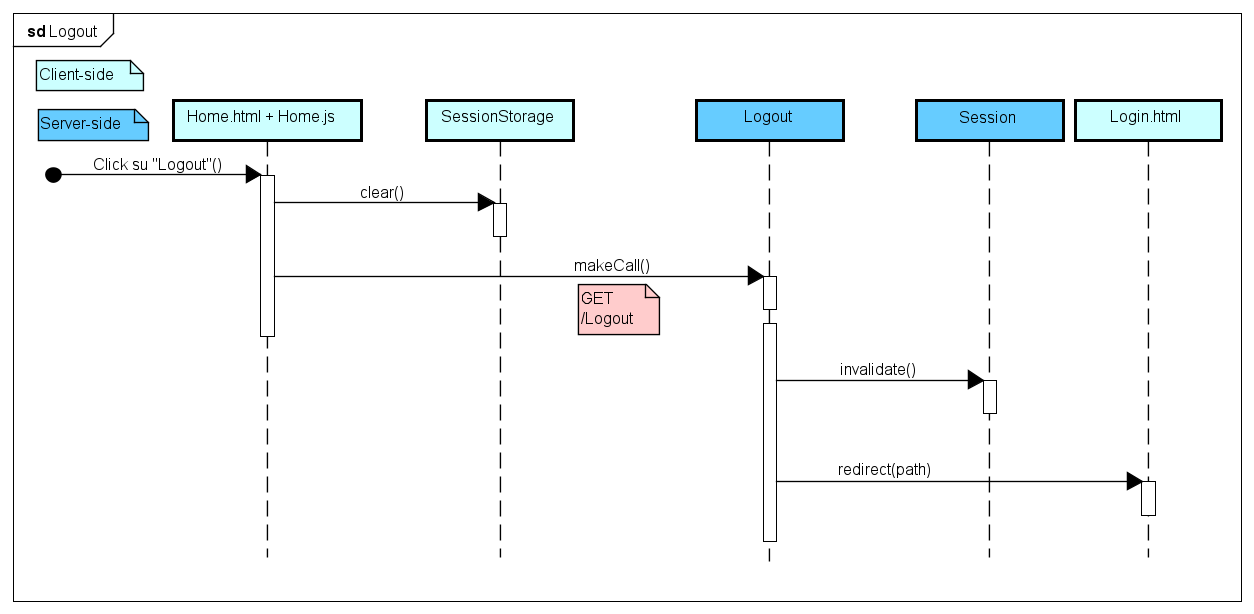 sd Logout
Client-side
Server-side
Home.html + Home.js
SessionStorage
Logout
Session
Login.html
Click su "Logout"()
clear()
makeCall()
GET
/Logout
invalidate()
redirect(path)